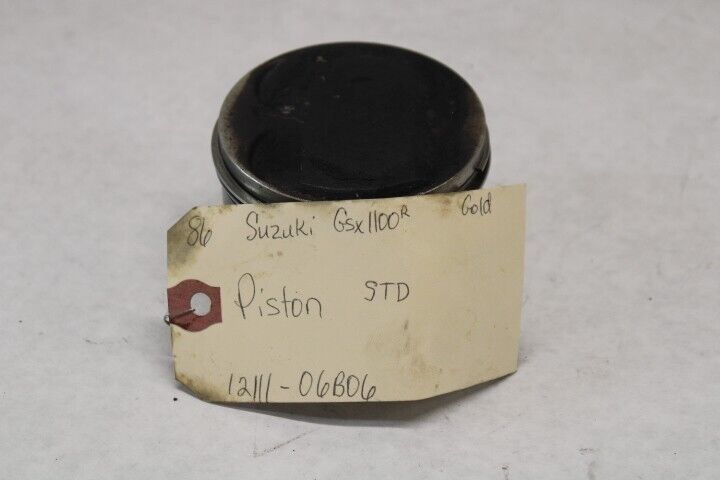 86 Suzuki Gsx1100R Gold
Piston STD
12111-06B06